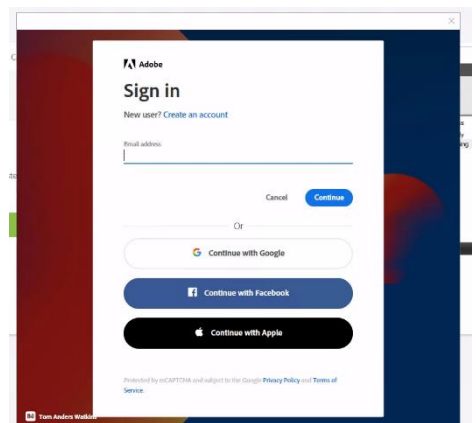 Adobe
Sign in
New user? Create an account
Email address
Cancel Continue
Or
Continue with Google
Continue with Facebook
Continue with Apple
Protected by reCAPTCHA and subject to the Google Privacy Policy and Terms of
Service.
Bē Tom Anders Watkins